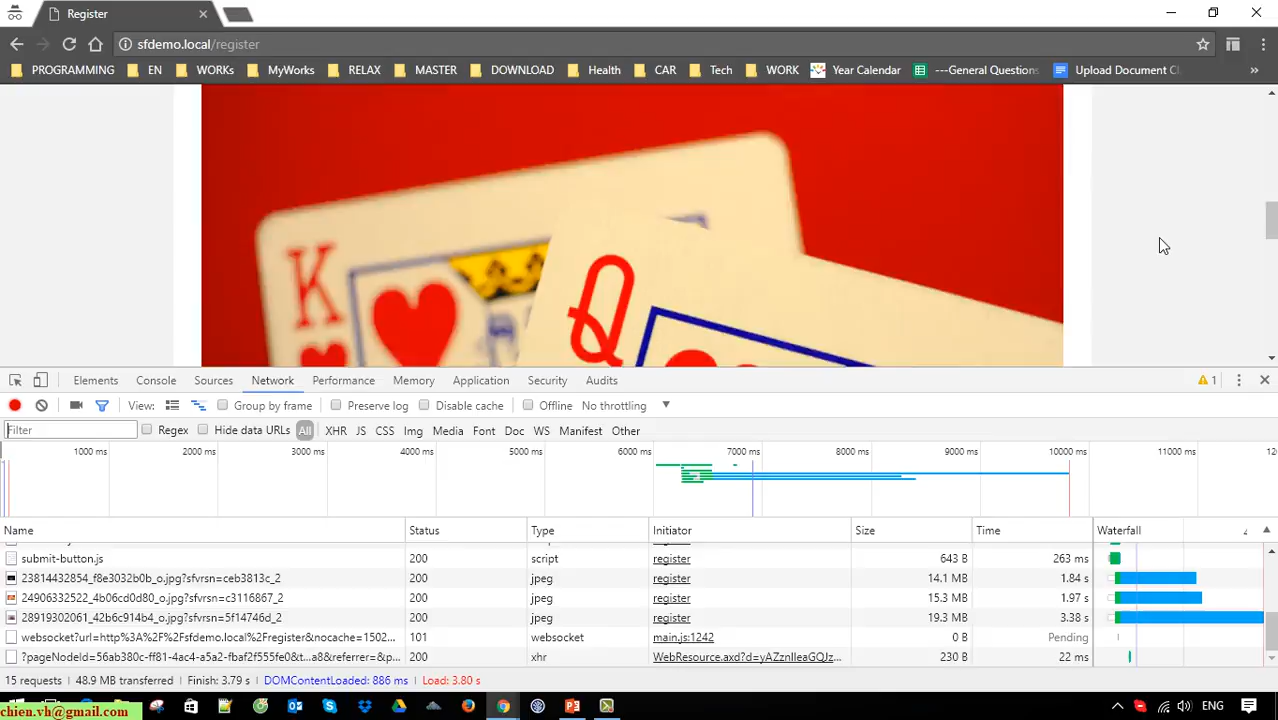 Register
sfdemo.local/register
PROGRAMMING EN WORKs MyWorks RELAX MASTER DOWNLOAD Health CAR Tech WORK Year Calendar ---General Questions Upload Document Cl
K Q
Elements Console Sources Network Performance Memory Application Security Audits 1
View: Group by frame Preserve log Disable cache Offline No throttling
Filter Regex Hide data URLs All XHR JS CSS Img Media Font Doc WS Manifest Other
1000 ms 2000 ms 3000 ms 4000 ms 5000 ms 6000 ms 7000 ms 8000 ms 9000 ms 10000 ms 11000 ms 12
Name Status Type Initiator Size Time Waterfall
register
submit-button.js 200 script register 643 B 263 ms
23814432854_f8e3032b0b_o.jpg?sfvrsn=ceb3813c_2 200 jpeg register 14.1 MB 1.84 s
24906332522_4b06cd0d80_o.jpg?sfvrsn=c3116867_2 200 jpeg register 15.3 MB 1.97 s
28919302061_42b6c914b4_o.jpg?sfvrsn=5f14746d_2 200 jpeg register 19.3 MB 3.38 s
websocket?url=http%3A%2F%2Fsfdemo.local%2Fregister&nocache=1502... 101 websocket main.js:1242 0 B Pending
?pageNodeId=56ab380c-ff81-4ac4-a5a2-fbaf2f555fe0&t...a8&referrer=&p... 200 xhr WebResource.axd?d=yAZznIleaGQJz... 230 B 22 ms
15 requests | 48.9 MB transferred | Finish: 3.79 s | DOMContentLoaded: 886 ms | Load: 3.80 s
chien.vh@gmail.com ENG